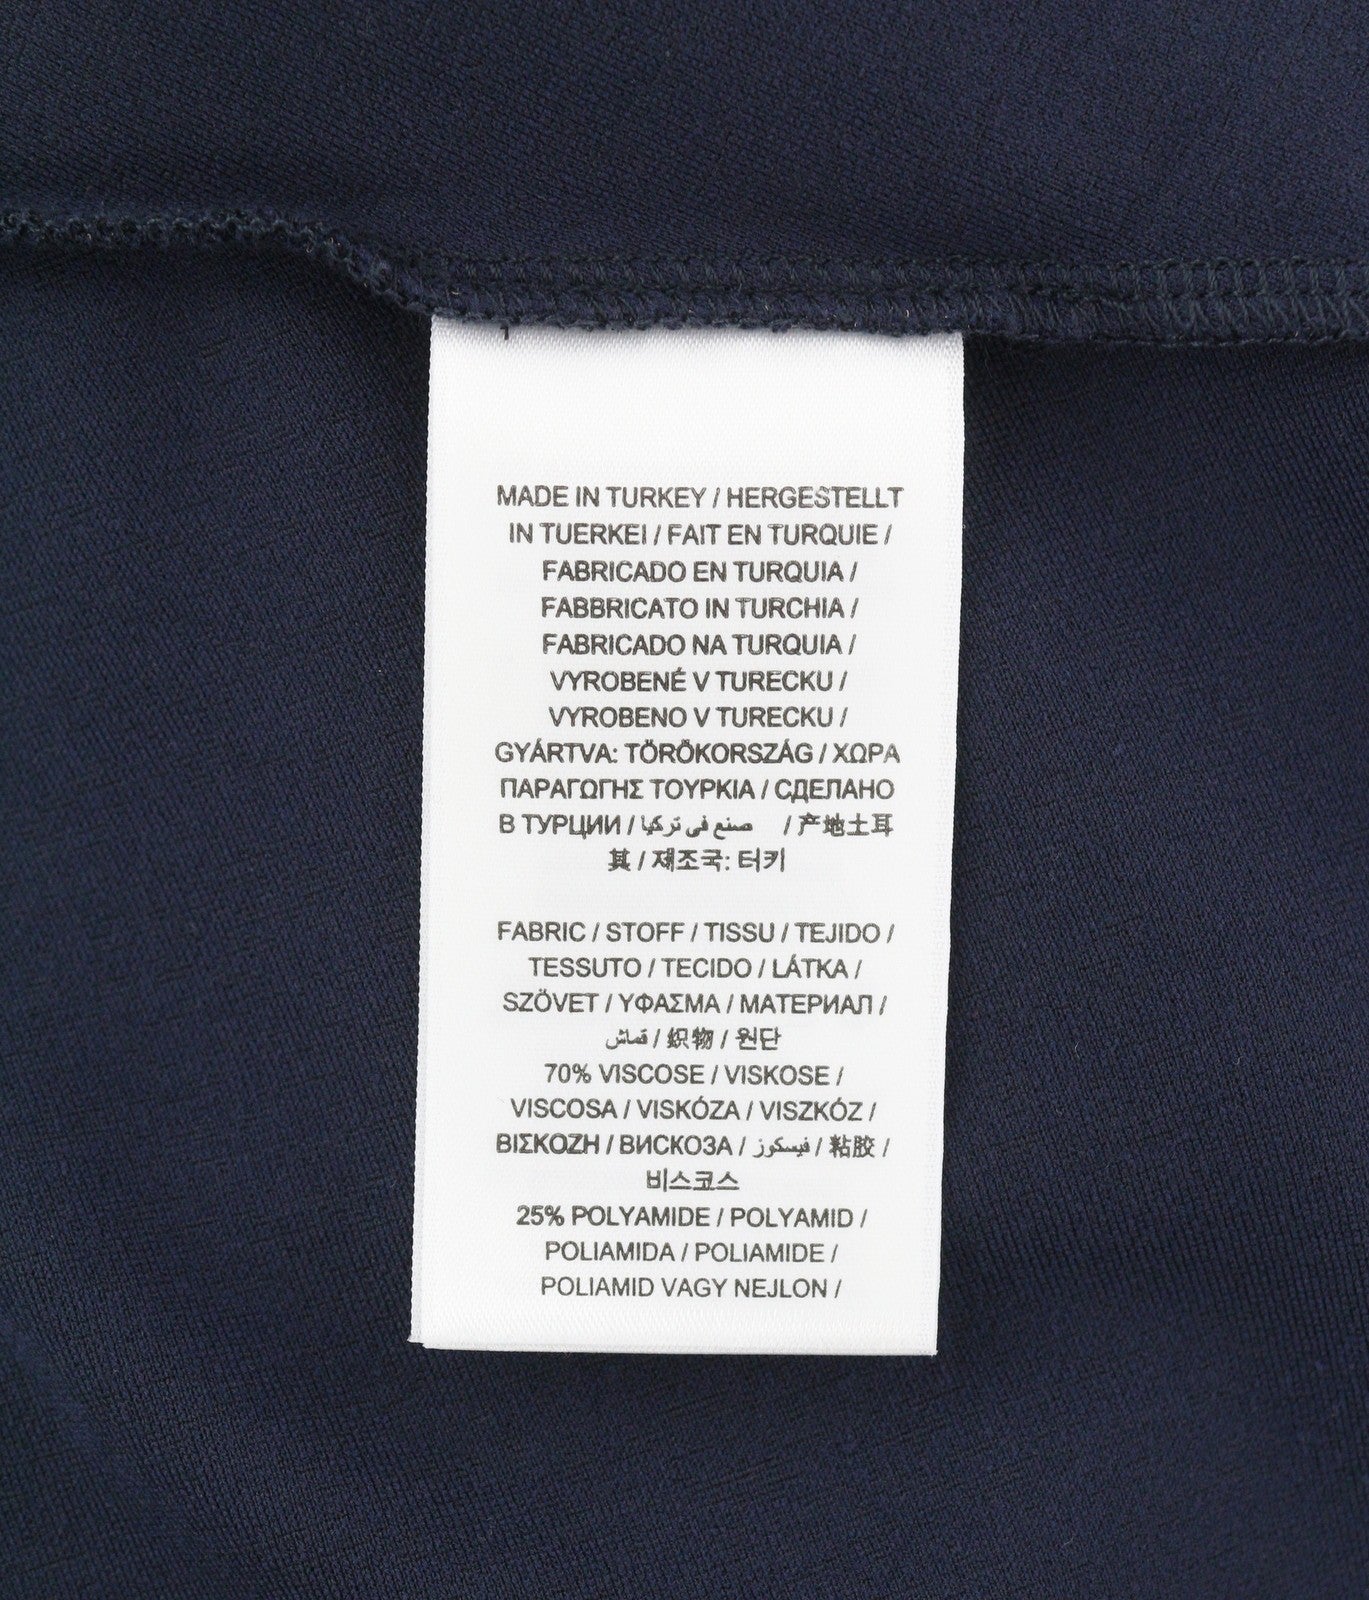 MADE IN TURKEY / HERGESTELLT
IN TUERKEI / FAIT EN TURQUIE /
FABRICADO EN TURQUIA /
FABBRICATO IN TURCHIA /
FABRICADO NA TURQUIA /
VYROBENÉ V TURECKU /
VYROBENO V TURECKU /
GYÁRTVA: TÖRÖKORSZÁG / ΧΩΡΑ
ΠΑΡΑΓΩΓΗΣ ΤΟΥΡΚΙΑ / СДЕЛАНО
В ТУРЦИИ / صنع في تركيا / 产地土耳
其 / 제조국: 터키
FABRIC / STOFF / TISSU / TEJIDO /
TESSUTO / TECIDO / LÁTKA /
SZÖVET / ΥΦΑΣΜΑ / МАТЕРИАЛ /
قماش / 织物 / 원단
70% VISCOSE / VISKOSE /
VISCOSA / VISKÓZA / VISZKÓZ /
ΒΙΣΚΟΖΗ / ВИСКОЗА / فيسكوز / 粘胶 /
비스코스
25% POLYAMIDE / POLYAMID /
POLIAMIDA / POLIAMIDE /
POLIAMID VAGY NEJLON /